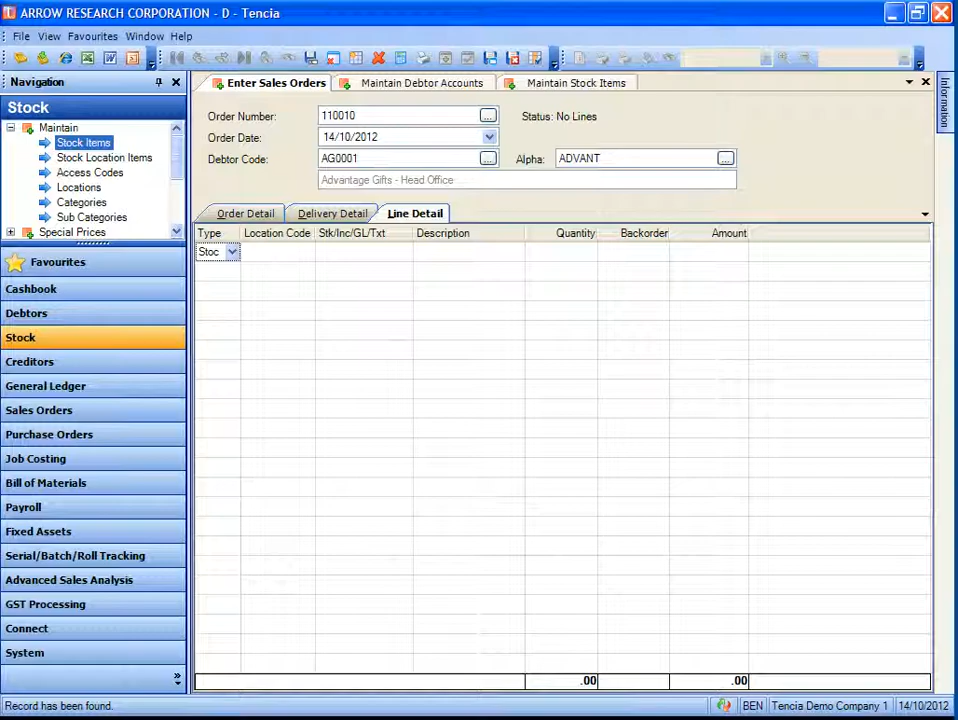 ARROW RESEARCH CORPORATION - D - Tencia
File View Favourites Window Help
Navigation
Stock
Maintain
Stock Items
Stock Location Items
Access Codes
Locations
Categories
Sub Categories
Special Prices
Favourites
Cashbook
Debtors
Stock
Creditors
General Ledger
Sales Orders
Purchase Orders
Job Costing
Bill of Materials
Payroll
Fixed Assets
Serial/Batch/Roll Tracking
Advanced Sales Analysis
GST Processing
Connect
System
Enter Sales Orders Maintain Debtor Accounts Maintain Stock Items
Order Number: 110010 ... Status: No Lines
Order Date: 14/10/2012
Debtor Code: AG0001 ... Alpha: ADVANT ...
Advantage Gifts - Head Office
Order Detail Delivery Detail Line Detail
Type Location Code Stk/Inc/GL/Txt Description Quantity Backorder Amount
Stoc
.00 .00
Information
Record has been found. BEN Tencia Demo Company 1 14/10/2012